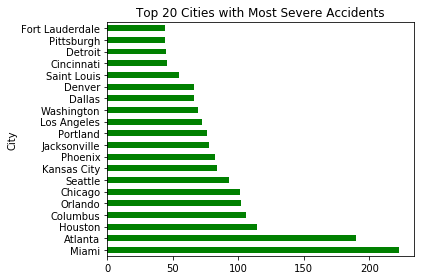 Top 20 Cities with Most Severe Accidents
Fort Lauderdale
Pittsburgh
Detroit
Cincinnati
Saint Louis
Denver
Dallas
Washington
Los Angeles
Portland
Jacksonville
Phoenix
Kansas City
Seattle
Chicago
Orlando
Columbus
Houston
Atlanta
Miami
City
0 50 100 150 200